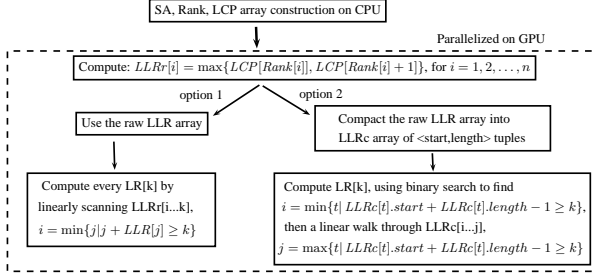 SA, Rank, LCP array construction on CPU
Parallelized on GPU
Compute: LLRr[i] = max{LCP[Rank[i]], LCP[Rank[i] + 1]}, for i = 1, 2, . . . , n
option 1
option 2
Use the raw LLR array
Compact the raw LLR array into
LLRc array of <start,length> tuples
Compute every LR[k] by
linearly scanning LLRr[i...k],
i = min{j|j + LLR[j] ≥ k}
Compute LR[k], using binary search to find
i = min{t| LLRc[t].start + LLRc[t].length − 1 ≥ k},
then a linear walk through LLRc[i...j],
j = max{t| LLRc[t].start + LLRc[t].length − 1 ≥ k}